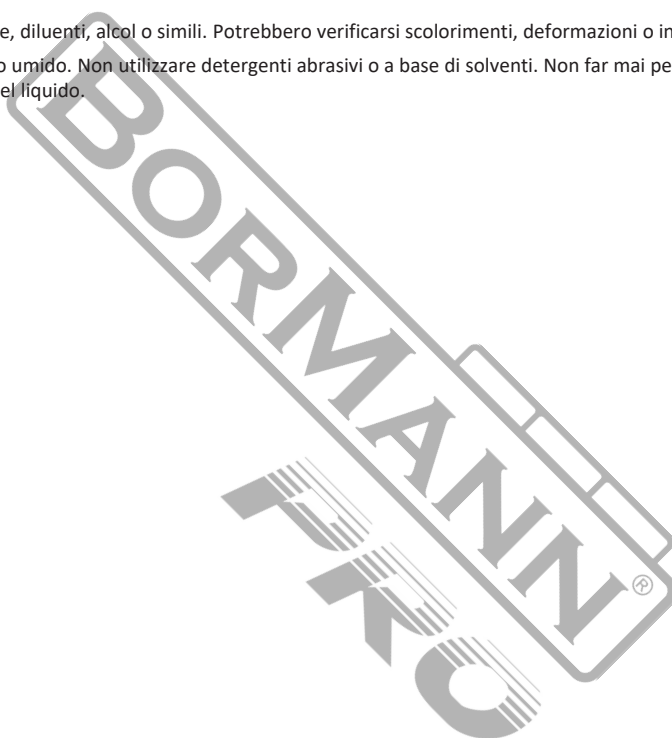 e, diluenti, alcol o simili. Potrebbero verificarsi scolorimenti, deformazioni o in
o umido. Non utilizzare detergenti abrasivi o a base di solventi. Non far mai pe
el liquido.
BORMANN®
PRO